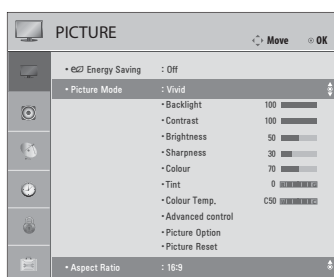 PICTURE
Move OK
• Energy Saving : Off
• Picture Mode : Vivid
• Backlight 100
• Contrast 100
• Brightness 50
• Sharpness 30
• Colour 70
• Tint 0
• Colour Temp. C50
• Advanced control
• Picture Option
• Picture Reset
• Aspect Ratio : 16:9